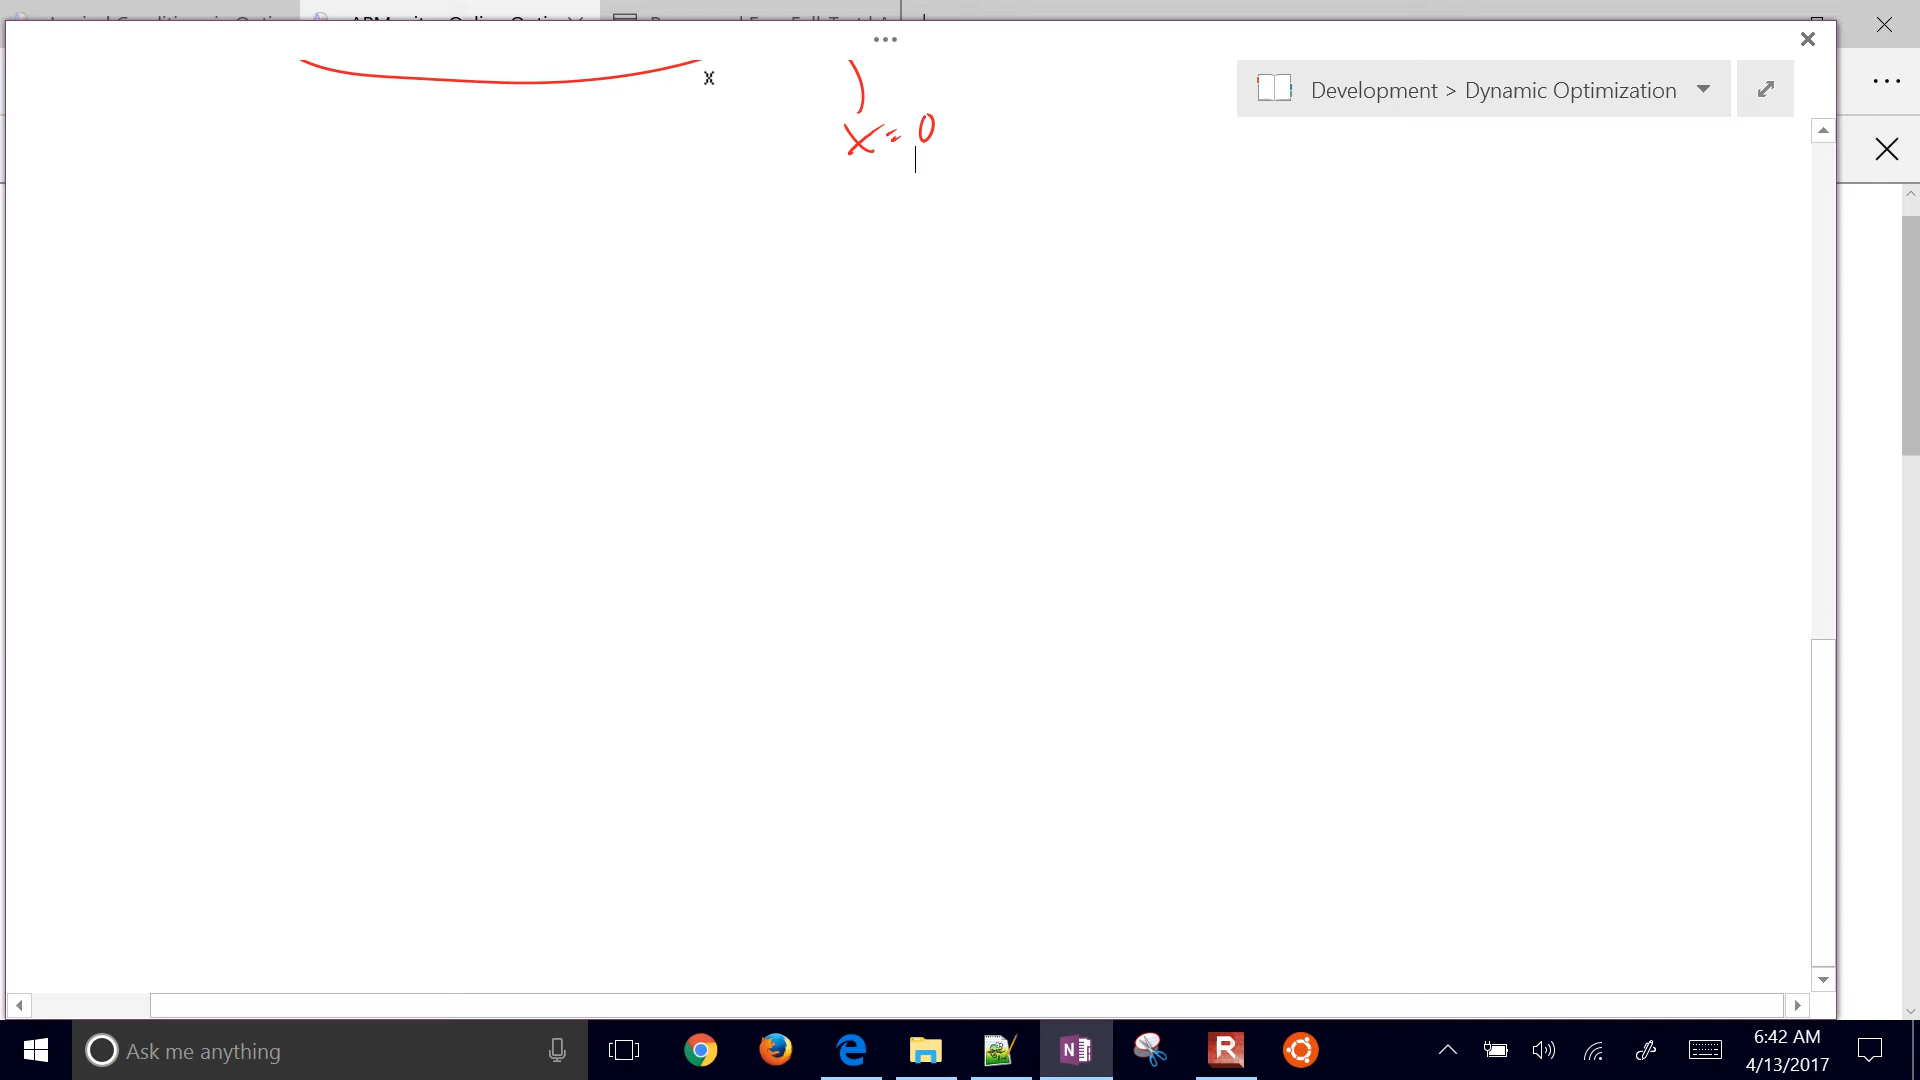 x
Development > Dynamic Optimization
x = 0
Ask me anything
N
R
6:42 AM
4/13/2017